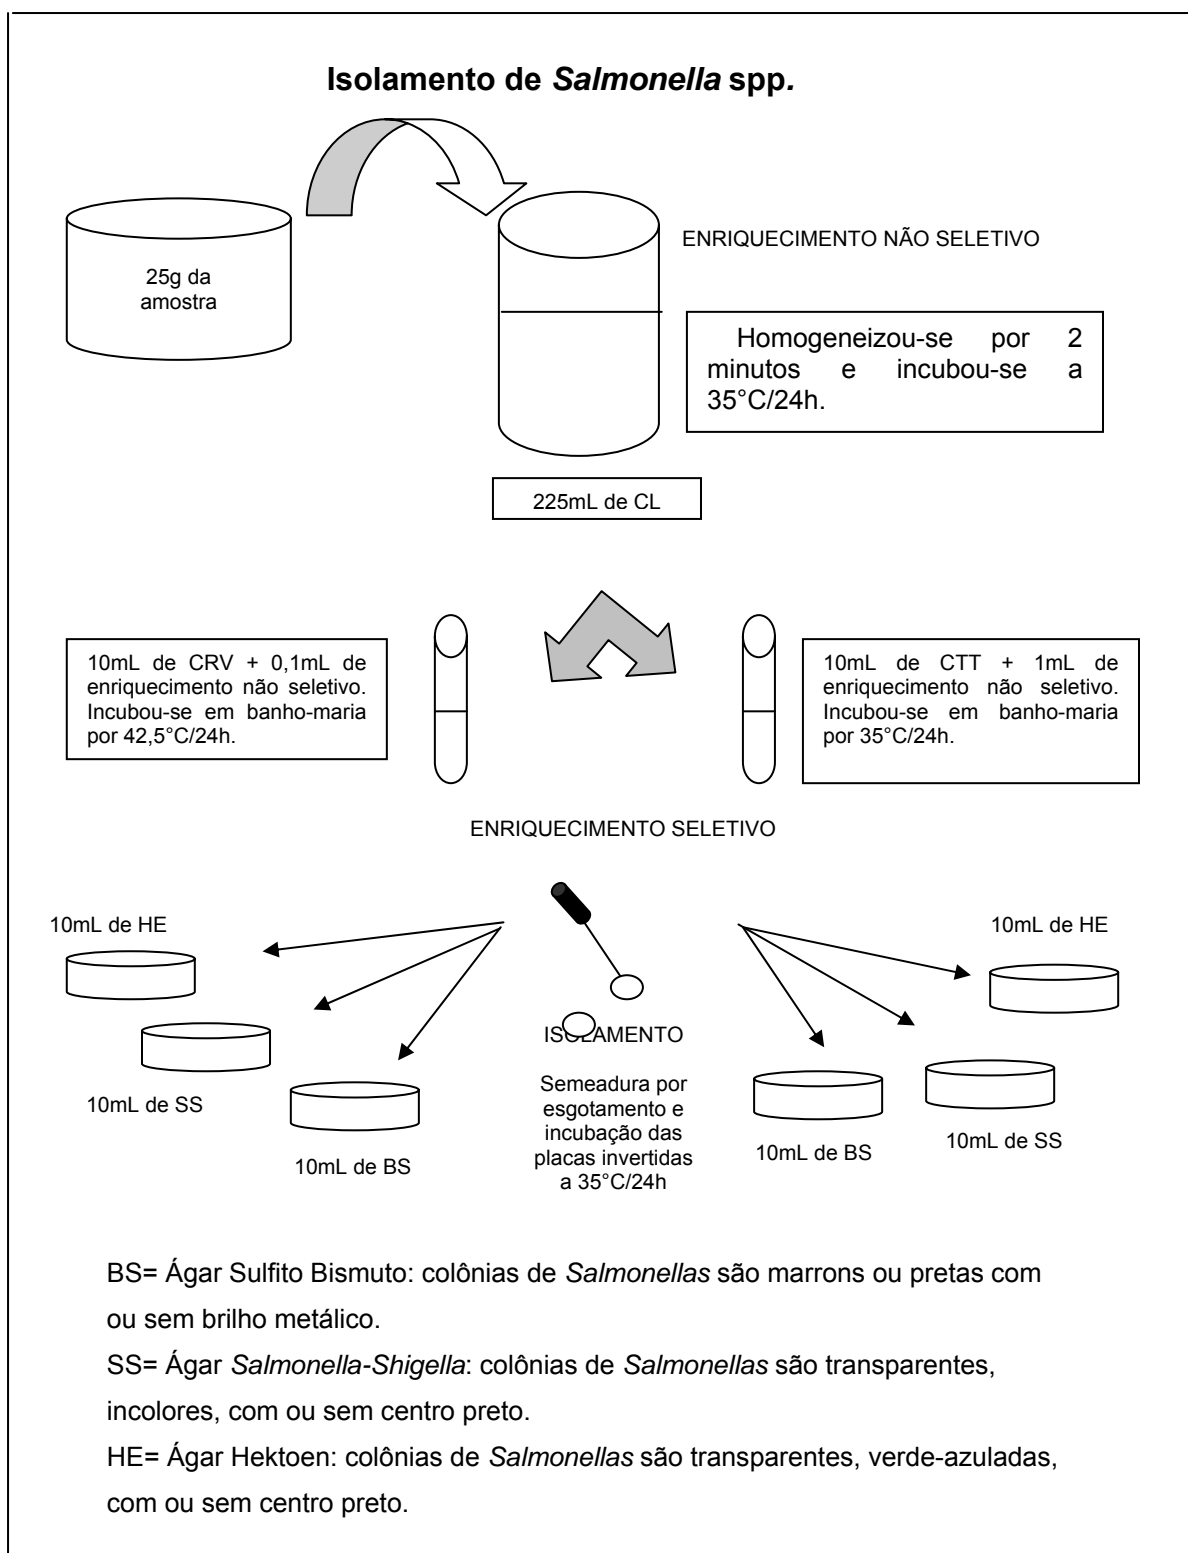 Isolamento de Salmonella spp.
25g da
amostra
ENRIQUECIMENTO NÃO SELETIVO
Homogeneizou-se por 2
minutos e incubou-se a
35°C/24h.
225mL de CL
10mL de CRV + 0,1mL de
enriquecimento não seletivo.
Incubou-se em banho-maria
por 42,5°C/24h.
10mL de CTT + 1mL de
enriquecimento não seletivo.
Incubou-se em banho-maria
por 35°C/24h.
ENRIQUECIMENTO SELETIVO
10mL de HE
10mL de SS
10mL de BS
ISOLAMENTO
Semeadura por
esgotamento e
incubação das
placas invertidas
a 35°C/24h
10mL de HE
10mL de BS
10mL de SS
BS= Ágar Sulfito Bismuto: colônias de Salmonellas são marrons ou pretas com
ou sem brilho metálico.
SS= Ágar Salmonella-Shigella: colônias de Salmonellas são transparentes,
incolores, com ou sem centro preto.
HE= Ágar Hektoen: colônias de Salmonellas são transparentes, verde-azuladas,
com ou sem centro preto.